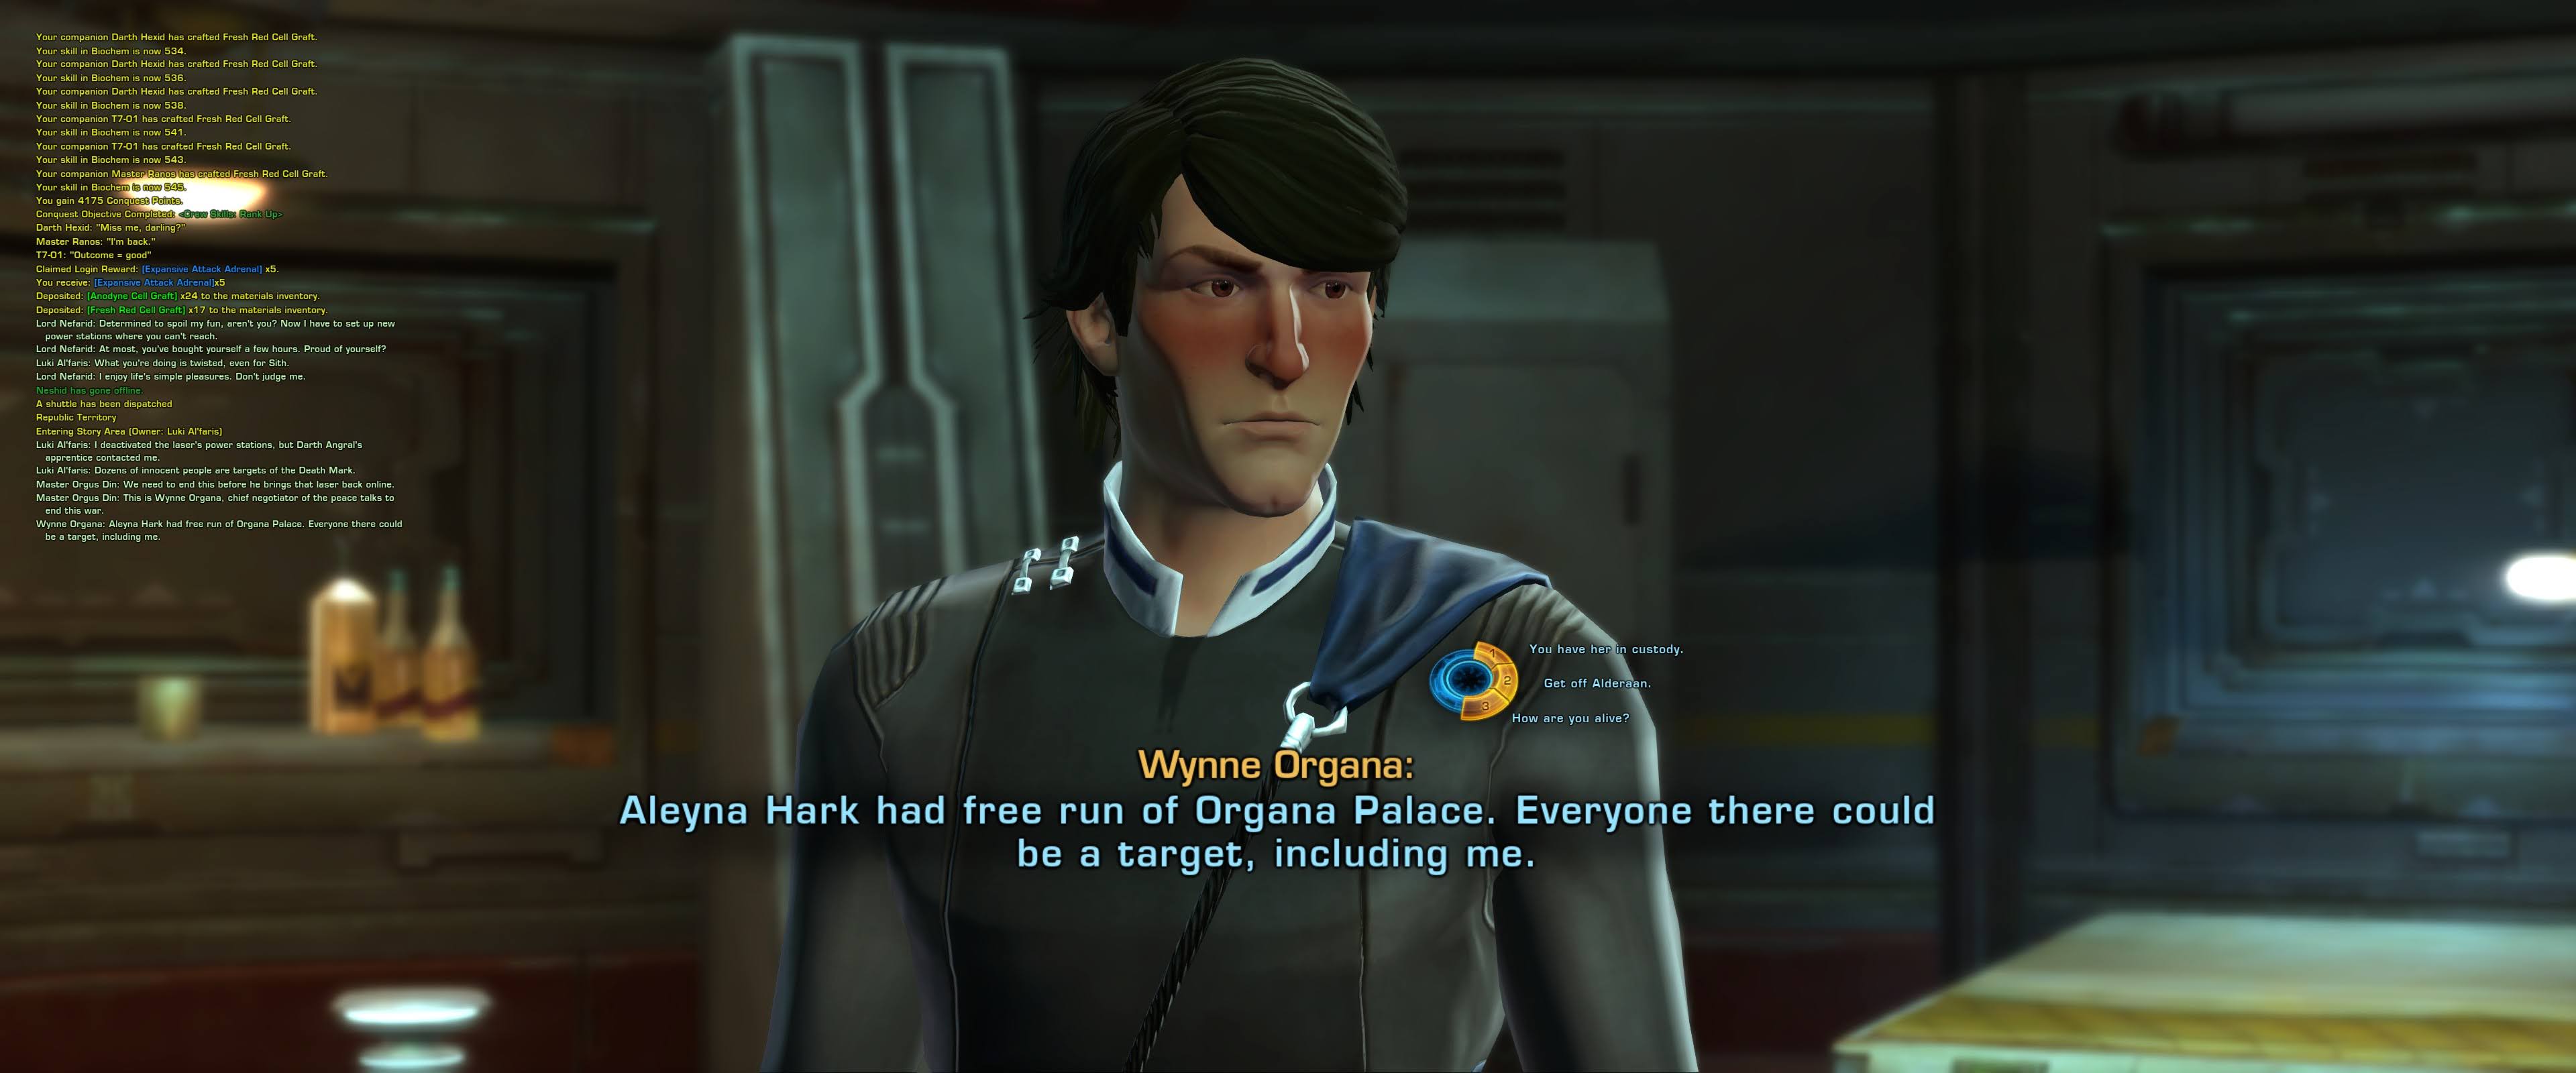 Your companion Darth Hexid has crafted Fresh Red Cell Graft.
Your skill in Biochem is now 534.
Your companion Darth Hexid has crafted Fresh Red Cell Graft.
Your skill in Biochem is now 536.
Your companion Darth Hexid has crafted Fresh Red Cell Graft.
Your skill in Biochem is now 538.
Your companion T7-O1 has crafted Fresh Red Cell Graft.
Your skill in Biochem is now 541.
Your companion T7-O1 has crafted Fresh Red Cell Graft.
Your skill in Biochem is now 543.
Your companion Master Ranos has crafted Fresh Red Cell Graft.
Your skill in Biochem is now 545.
You gain 4175 Conquest Points.
Conquest Objective Completed: <Crew Skills: Rank Up>
Darth Hexid: "Miss me, darling?"
Master Ranos: "I'm back."
T7-O1: "Outcome = good"
Claimed Login Reward: [Expansive Attack Adrenal] x5.
You receive: [Expansive Attack Adrenal]x5
Deposited: [Anodyne Cell Graft] x24 to the materials inventory.
Deposited: [Fresh Red Cell Graft] x17 to the materials inventory.
Lord Nefarid: Determined to spoil my fun, aren't you? Now I have to set up new
power stations where you can't reach.
Lord Nefarid: At most, you've bought yourself a few hours. Proud of yourself?
Luki Al'faris: What you're doing is twisted, even for Sith.
Lord Nefarid: I enjoy life's simple pleasures. Don't judge me.
Neshid has gone offline.
A shuttle has been dispatched
Republic Territory
Entering Story Area (Owner: Luki Al'faris)
Luki Al'faris: I deactivated the laser's power stations, but Darth Angral's
apprentice contacted me.
Luki Al'faris: Dozens of innocent people are targets of the Death Mark.
Master Orgus Din: We need to end this before he brings that laser back online.
Master Orgus Din: This is Wynne Organa, chief negotiator of the peace talks to
end this war.
Wynne Organa: Aleyna Hark had free run of Organa Palace. Everyone there could
be a target, including me.
1 You have her in custody.
2 Get off Alderaan.
3 How are you alive?
Wynne Organa:
Aleyna Hark had free run of Organa Palace. Everyone there could
be a target, including me.